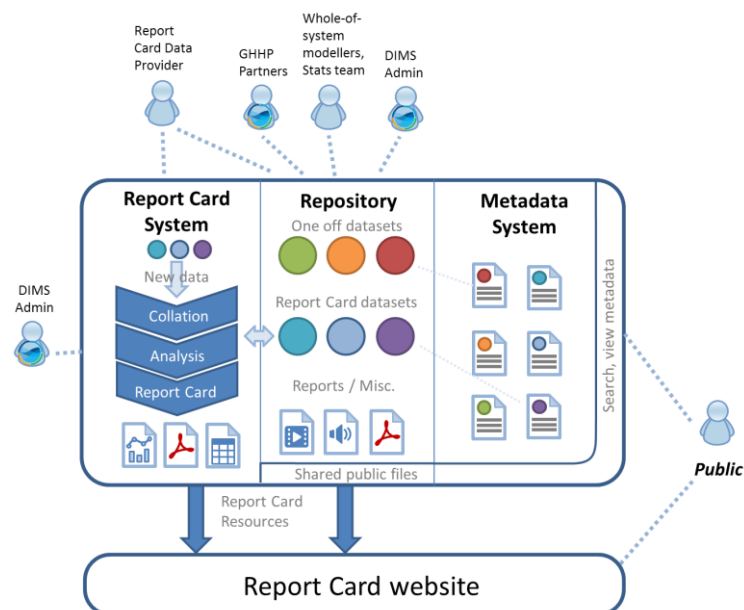 Report
Card Data
Provider
GHHP
Partners
Whole-of-
system
modellers,
Stats team
DIMS
Admin
Report Card
System
Repository
Metadata
System
One off datasets
New data
Collation
Analysis
Report Card
Report Card datasets
Reports / Misc.
Shared public files
Search, view metadata
DIMS
Admin
Public
Report Card
Resources
Report Card website